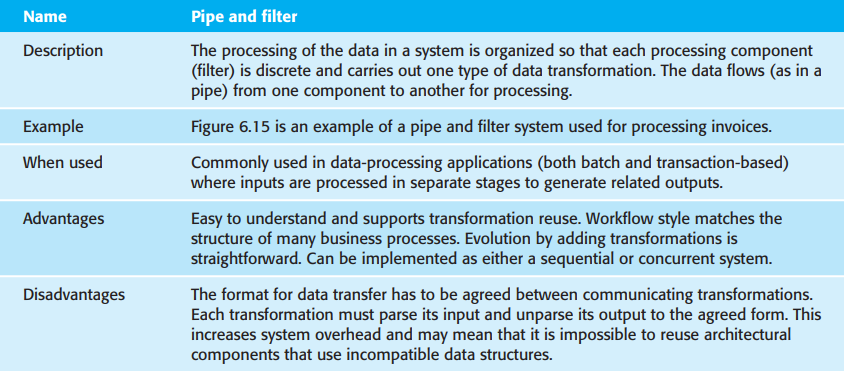 Name Pipe and filter
Description The processing of the data in a system is organized so that each processing component
(filter) is discrete and carries out one type of data transformation. The data flows (as in a
pipe) from one component to another for processing.
Example Figure 6.15 is an example of a pipe and filter system used for processing invoices.
When used Commonly used in data-processing applications (both batch and transaction-based)
where inputs are processed in separate stages to generate related outputs.
Advantages Easy to understand and supports transformation reuse. Workflow style matches the
structure of many business processes. Evolution by adding transformations is
straightforward. Can be implemented as either a sequential or concurrent system.
Disadvantages The format for data transfer has to be agreed between communicating transformations.
Each transformation must parse its input and unparse its output to the agreed form. This
increases system overhead and may mean that it is impossible to reuse architectural
components that use incompatible data structures.